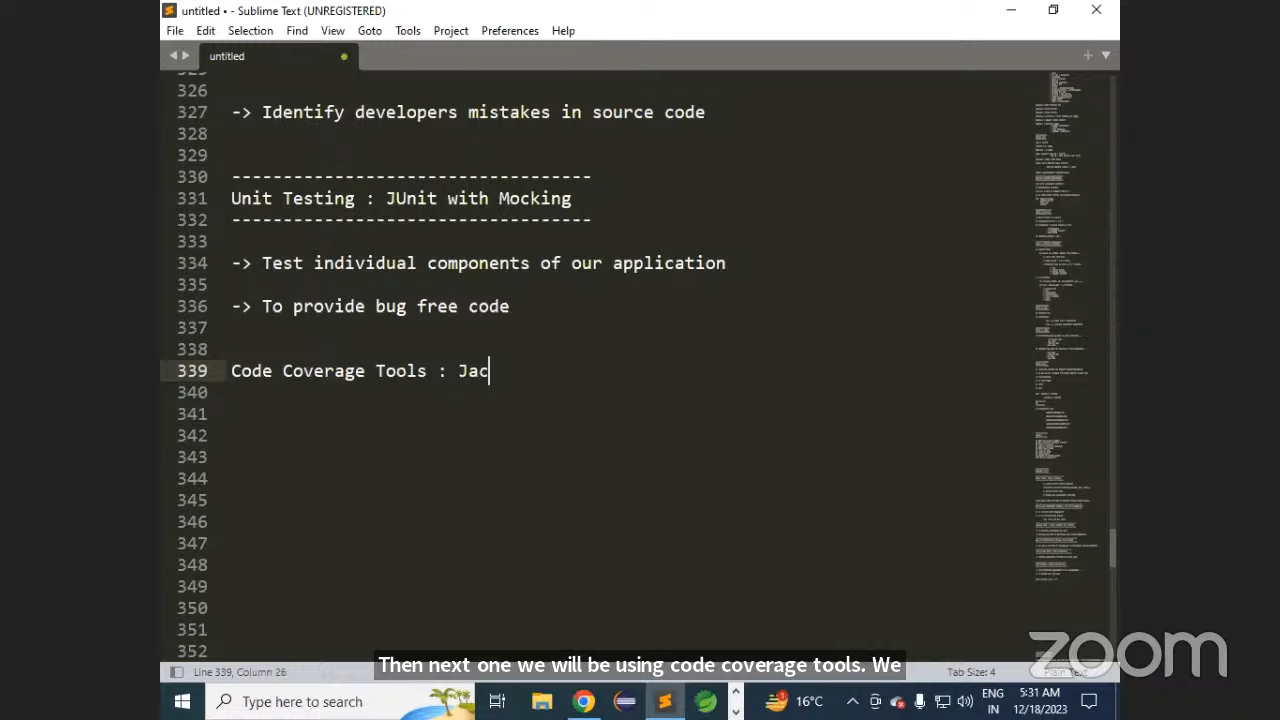 untitled • - Sublime Text (UNREGISTERED)
File Edit Selection Find View Goto Tools Project Preferences Help
untitled
326
327 -> Identify developers mistakes in source code
328
329
330 -----------------------------------
331 Unit Testing : JUnit with Mocking
332 -----------------------------------
333
334 -> Test individual components of our application
335
336 -> To provide bug free code
337
338
339 Code Coverage Tools : Jac
340
341
342
343
344
345
346
347
348
349
350
351
352
Then next one we will be using code coverage tools. We
zoom
Line 339, Column 26
Tab Size: 4
Type here to search
16°C
ENG
IN
5:31 AM
12/18/2023